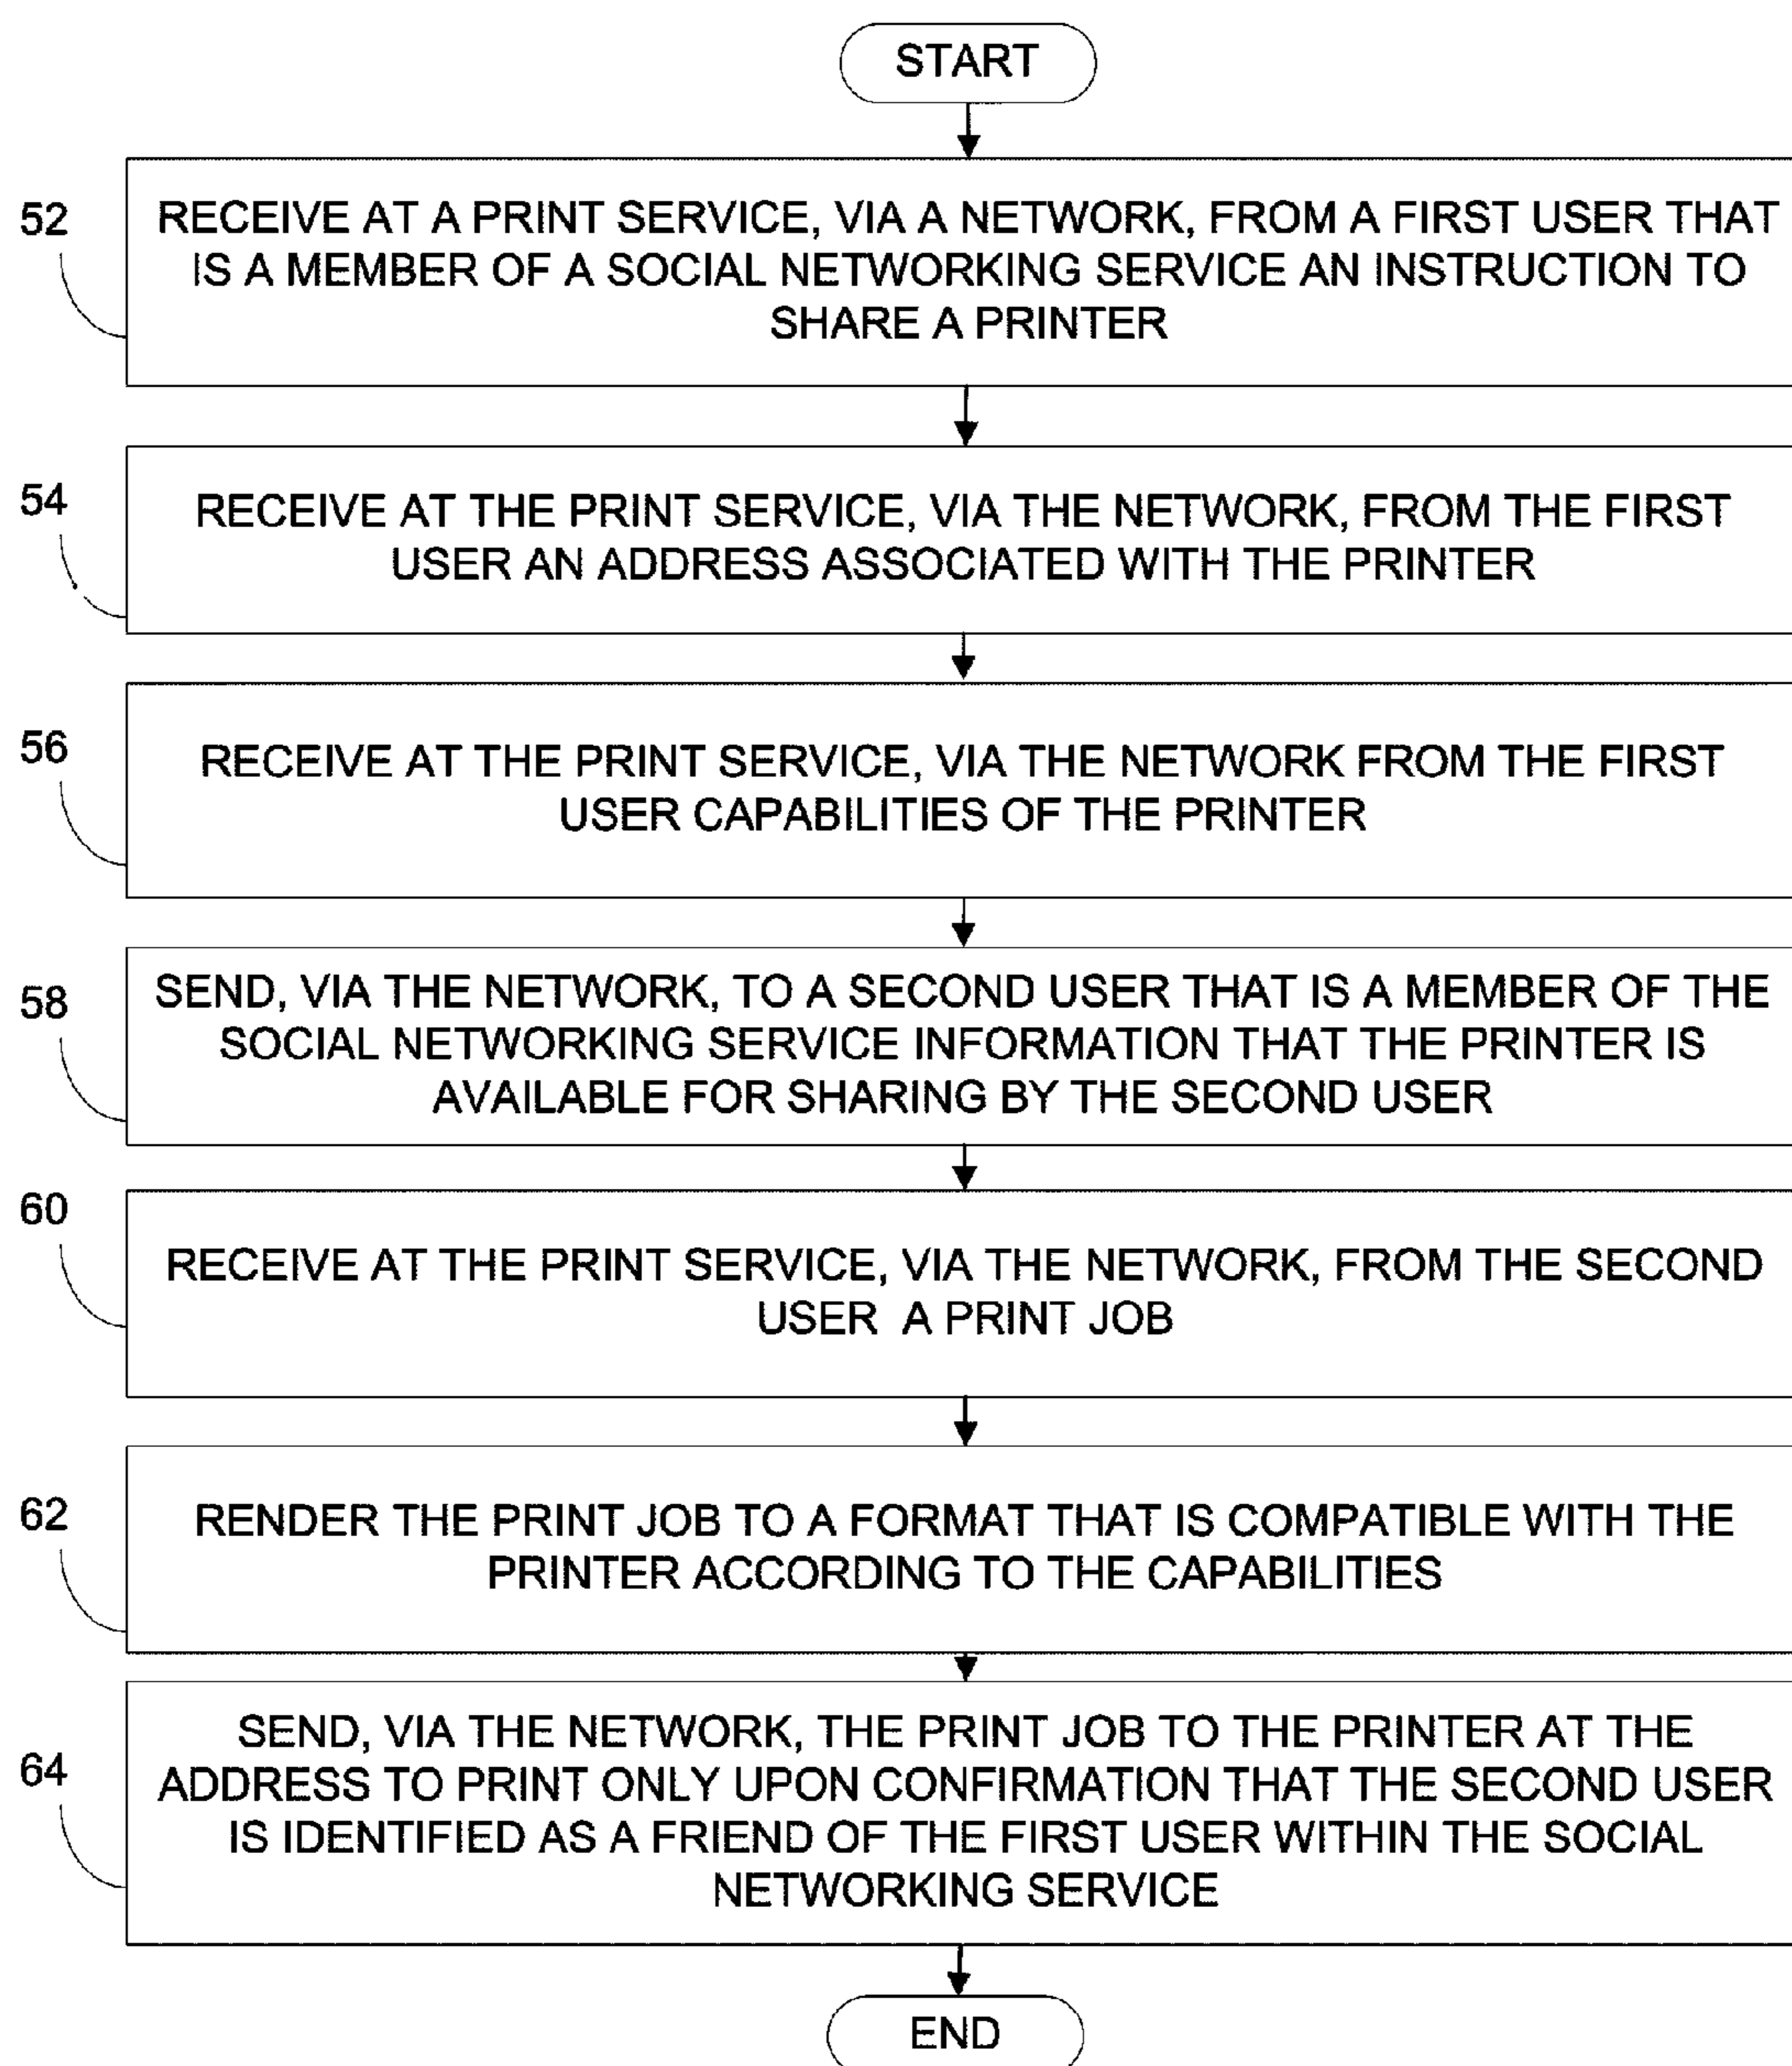 START
52
RECEIVE AT A PRINT SERVICE, VIA A NETWORK, FROM A FIRST USER THAT
IS A MEMBER OF A SOCIAL NETWORKING SERVICE AN INSTRUCTION TO
SHARE A PRINTER
54
RECEIVE AT THE PRINT SERVICE, VIA THE NETWORK, FROM THE FIRST
USER AN ADDRESS ASSOCIATED WITH THE PRINTER
56
RECEIVE AT THE PRINT SERVICE, VIA THE NETWORK FROM THE FIRST
USER CAPABILITIES OF THE PRINTER
58
SEND, VIA THE NETWORK, TO A SECOND USER THAT IS A MEMBER OF THE
SOCIAL NETWORKING SERVICE INFORMATION THAT THE PRINTER IS
AVAILABLE FOR SHARING BY THE SECOND USER
60
RECEIVE AT THE PRINT SERVICE, VIA THE NETWORK, FROM THE SECOND
USER A PRINT JOB
62
RENDER THE PRINT JOB TO A FORMAT THAT IS COMPATIBLE WITH THE
PRINTER ACCORDING TO THE CAPABILITIES
64
SEND, VIA THE NETWORK, THE PRINT JOB TO THE PRINTER AT THE
ADDRESS TO PRINT ONLY UPON CONFIRMATION THAT THE SECOND USER
IS IDENTIFIED AS A FRIEND OF THE FIRST USER WITHIN THE SOCIAL
NETWORKING SERVICE
END